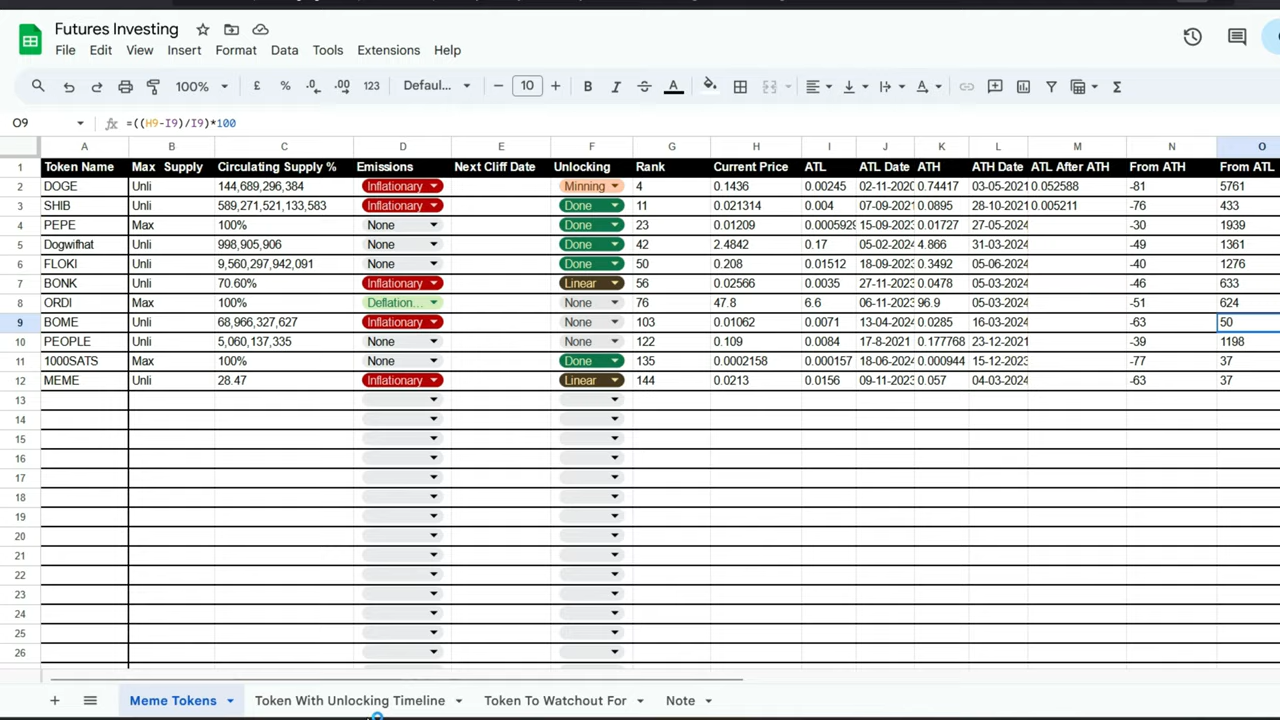 Futures Investing
File Edit View Insert Format Data Tools Extensions Help
100% £ % .0 .00 123 Defaul... 10 B I A Σ
O9 fx =((H9-I9)/I9)*100
A B C D E F G H I J K L M N O
1 Token Name Max Supply Circulating Supply % Emissions Next Cliff Date Unlocking Rank Current Price ATL ATL Date ATH ATH Date ATL After ATH From ATH From ATL
2 DOGE Unli 144,689,296,384 Inflationary Minning 4 0.1436 0.00245 02-11-2020 0.74417 03-05-2021 0.052588 -81 5761
3 SHIB Unli 589,271,521,133,583 Inflationary Done 11 0.021314 0.004 07-09-2021 0.0895 28-10-2021 0.005211 -76 433
4 PEPE Max 100% None Done 23 0.01209 0.0005929 15-09-2023 0.01727 27-05-2024 -30 1939
5 Dogwifhat Unli 998,905,906 None Done 42 2.4842 0.17 05-02-2024 4.866 31-03-2024 -49 1361
6 FLOKI Unli 9,560,297,942,091 None Done 50 0.208 0.01512 18-09-2023 0.3492 05-06-2024 -40 1276
7 BONK Unli 70.60% Inflationary Linear 56 0.02566 0.0035 27-11-2023 0.0478 05-03-2024 -46 633
8 ORDI Max 100% Deflation... None 76 47.8 6.6 06-11-2023 96.9 05-03-2024 -51 624
9 BOME Unli 68,966,327,627 Inflationary None 103 0.01062 0.0071 13-04-2024 0.0285 16-03-2024 -63 50
10 PEOPLE Unli 5,060,137,335 None None 122 0.109 0.0084 17-8-2021 0.177768 23-12-2021 -39 1198
11 1000SATS Max 100% None Done 135 0.0002158 0.000157 18-06-2024 0.000944 15-12-2023 -77 37
12 MEME Unli 28.47 Inflationary Linear 144 0.0213 0.0156 09-11-2023 0.057 04-03-2024 -63 37
13
14
15
16
17
18
19
20
21
22
23
24
25
26
Meme Tokens Token With Unlocking Timeline Token To Watchout For Note